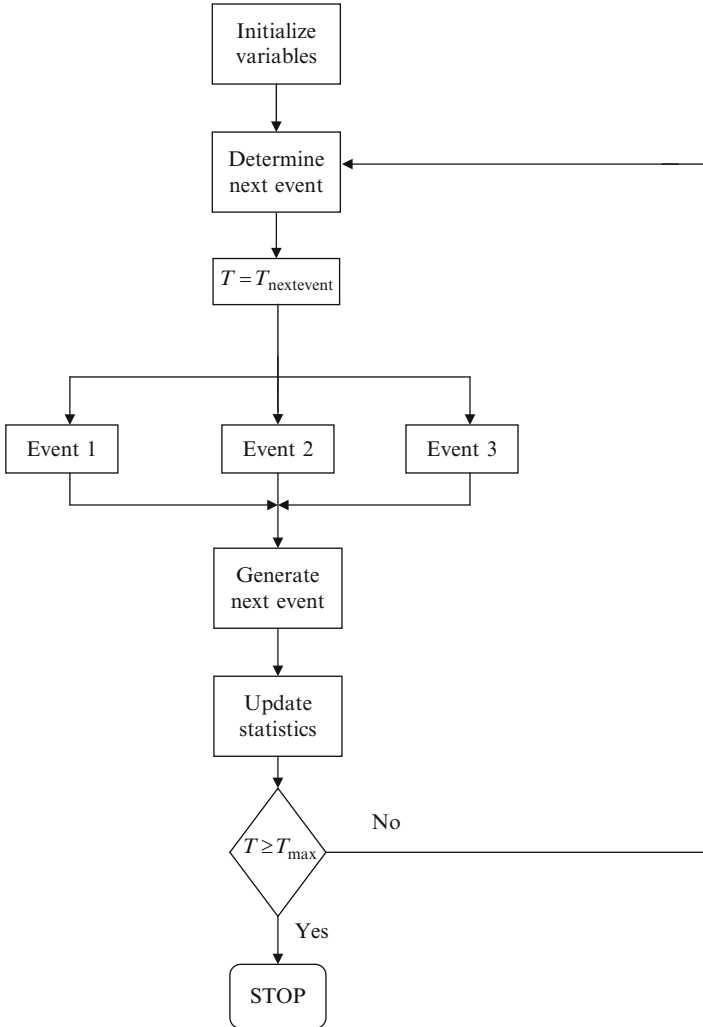 Initialize
variables
Determine
next event
T = T_nextevent
Event 1
Event 2
Event 3
Generate
next event
Update
statistics
T ≥ T_max
No
Yes
STOP